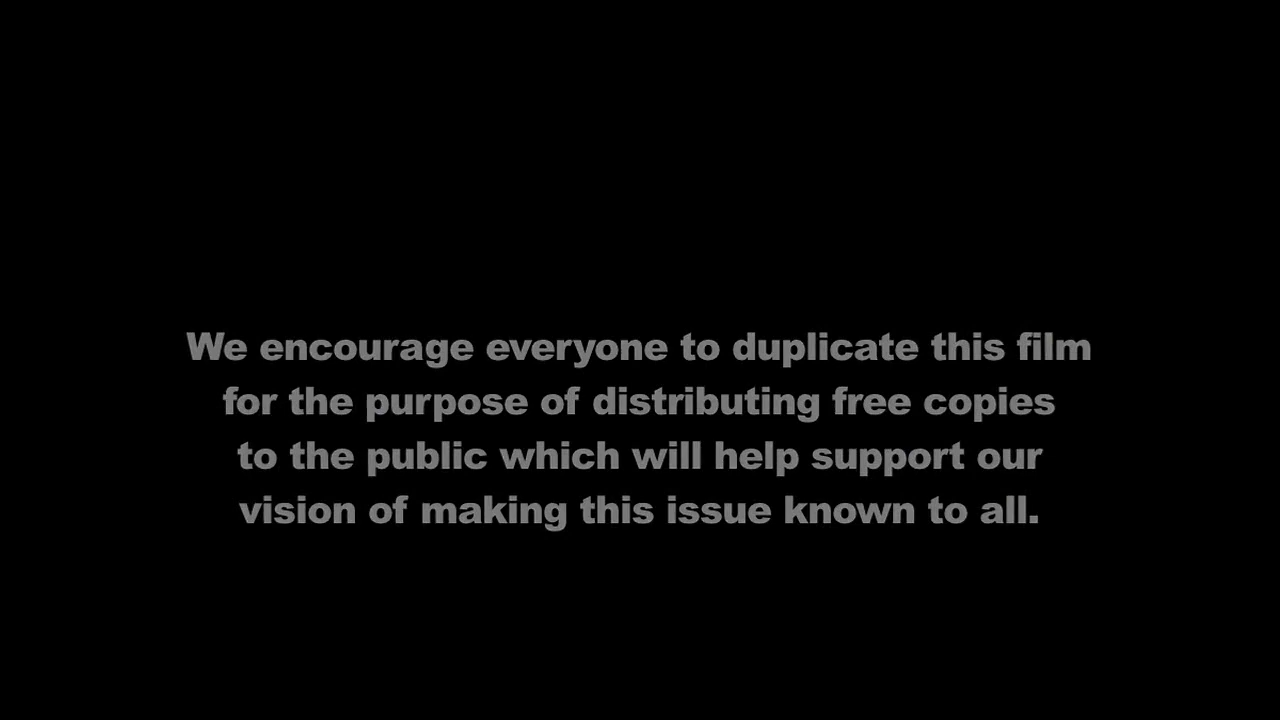 We encourage everyone to duplicate this film
for the purpose of distributing free copies
to the public which will help support our
vision of making this issue known to all.